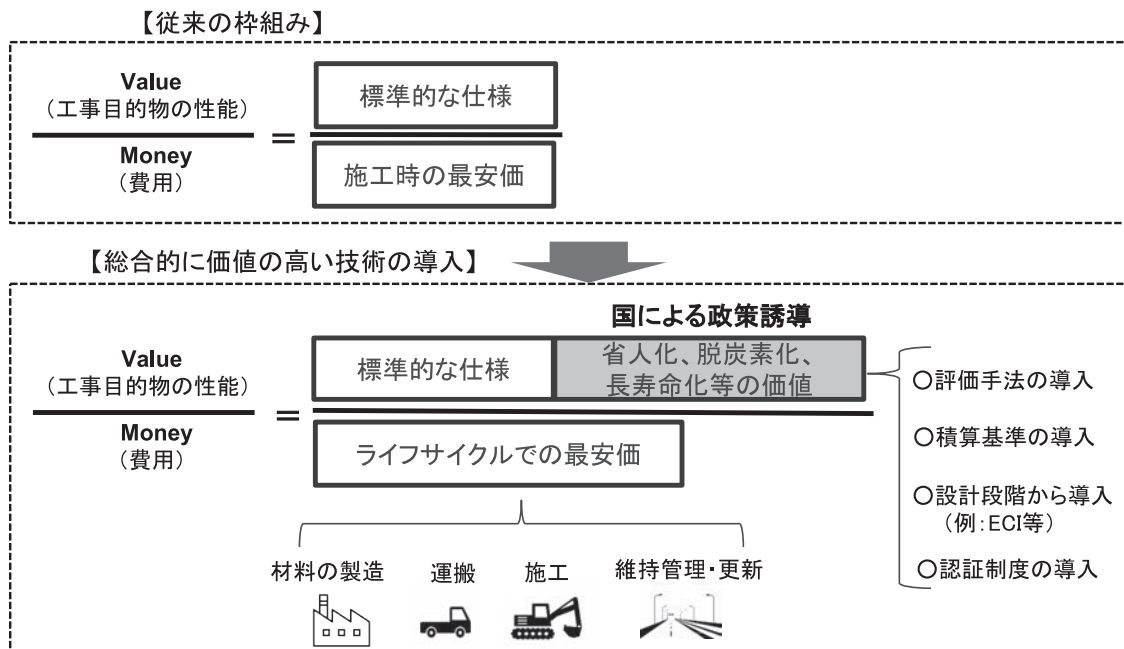 【従来の枠組み】
Value
(工事目的物の性能)
Money
(費用)
=
標準的な仕様
施工時の最安価
【総合的に価値の高い技術の導入】
国による政策誘導
Value
(工事目的物の性能)
Money
(費用)
=
標準的な仕様
省人化、脱炭素化、
長寿命化等の価値
ライフサイクルでの最安価
○評価手法の導入
○積算基準の導入
○設計段階から導入
(例:ECI等)
○認証制度の導入
材料の製造 運搬 施工 維持管理・更新